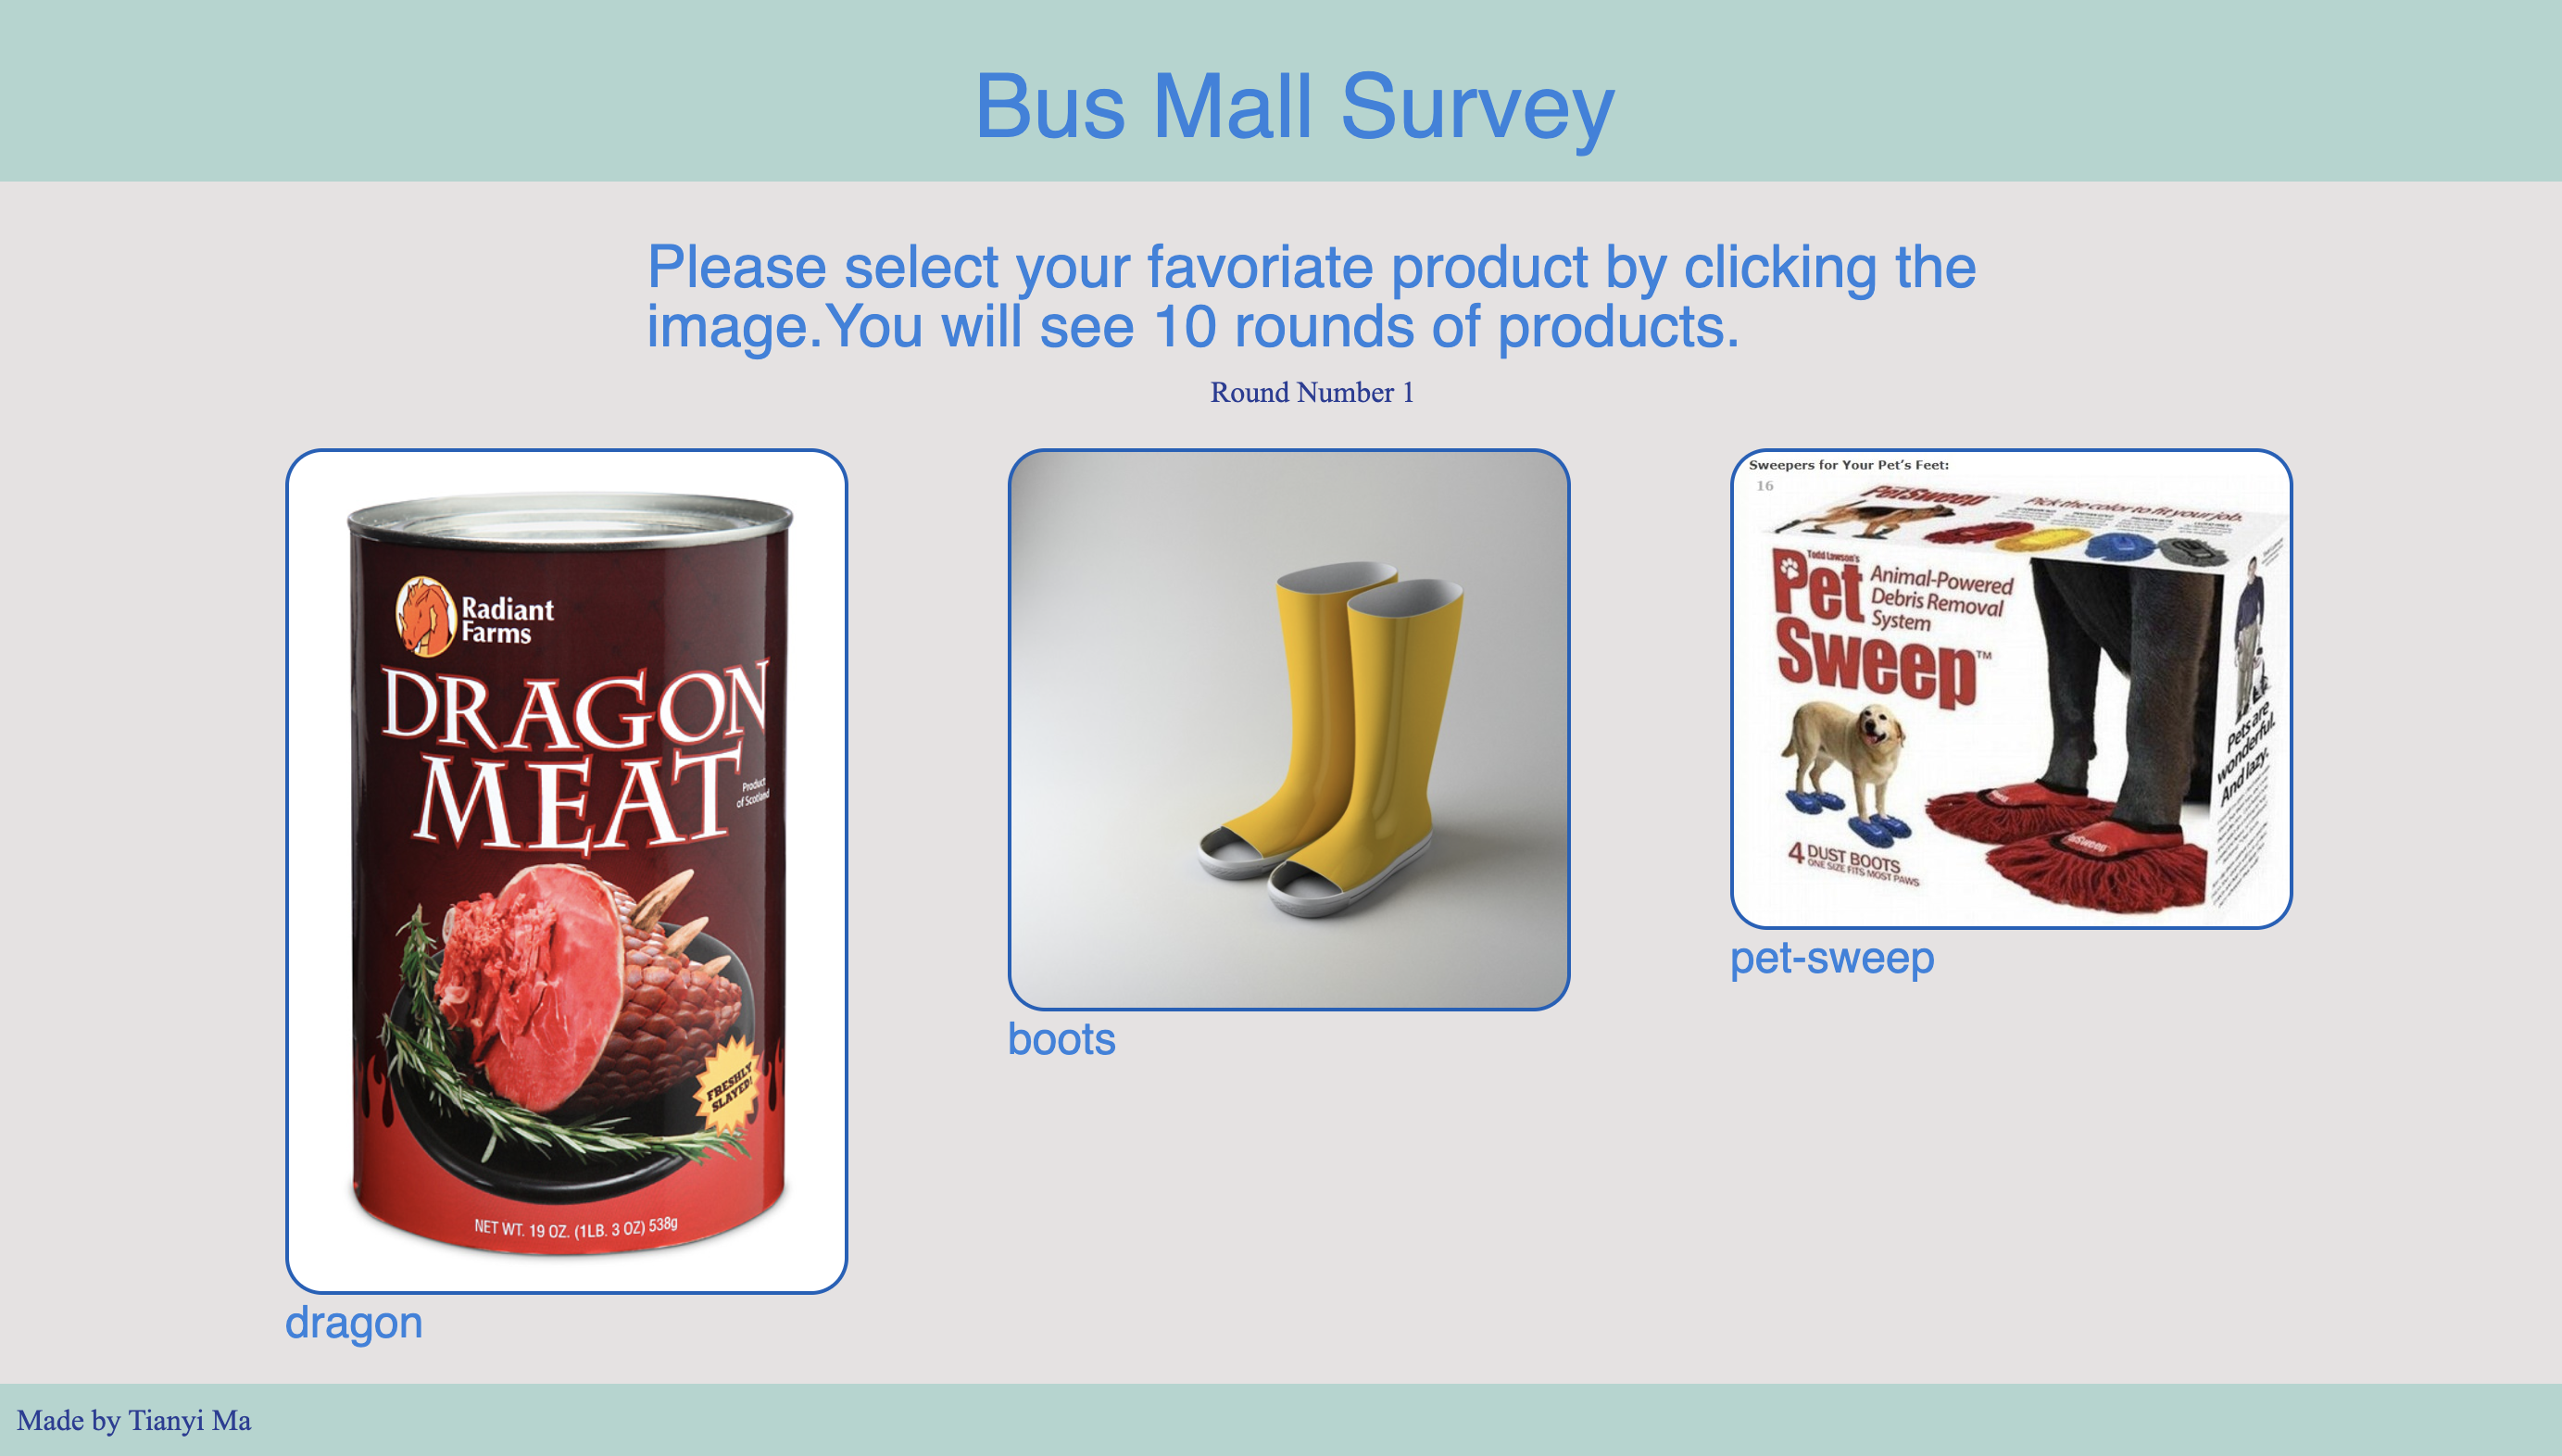 Bus Mall Survey
Please select your favoriate product by clicking the
image.You will see 10 rounds of products.
Round Number 1
Radiant
Farms
DRAGON
MEAT
Product
of Scotland
FRESHLY
SLAYED!
NET WT. 19 OZ. (1LB. 3 OZ) 538g
dragon
boots
Sweepers for Your Pet's Feet:
16
PetSweep
Pick the color to fit your job.
Todd Lawson's
Pet
Sweep™
Animal-Powered
Debris Removal
System
4 DUST BOOTS
ONE SIZE FITS MOST PAWS
PetSweep
Pets are
wonderful.
And lazy.
pet-sweep
Made by Tianyi Ma